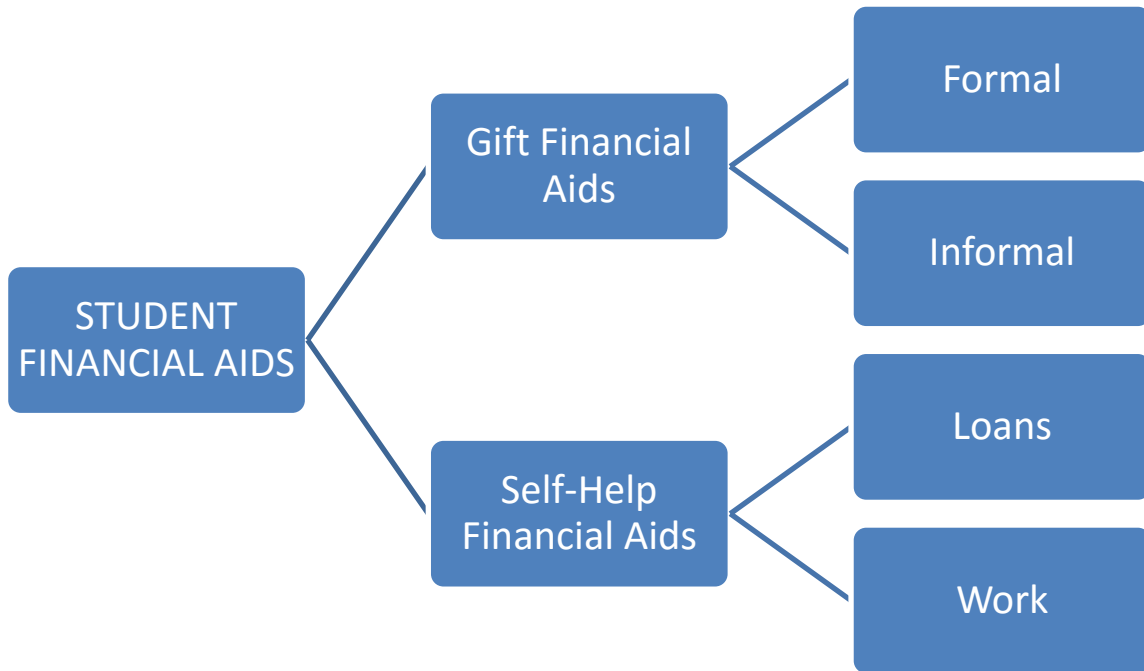 STUDENT
FINANCIAL AIDS
Gift Financial
Aids
Formal
Informal
Self-Help
Financial Aids
Loans
Work